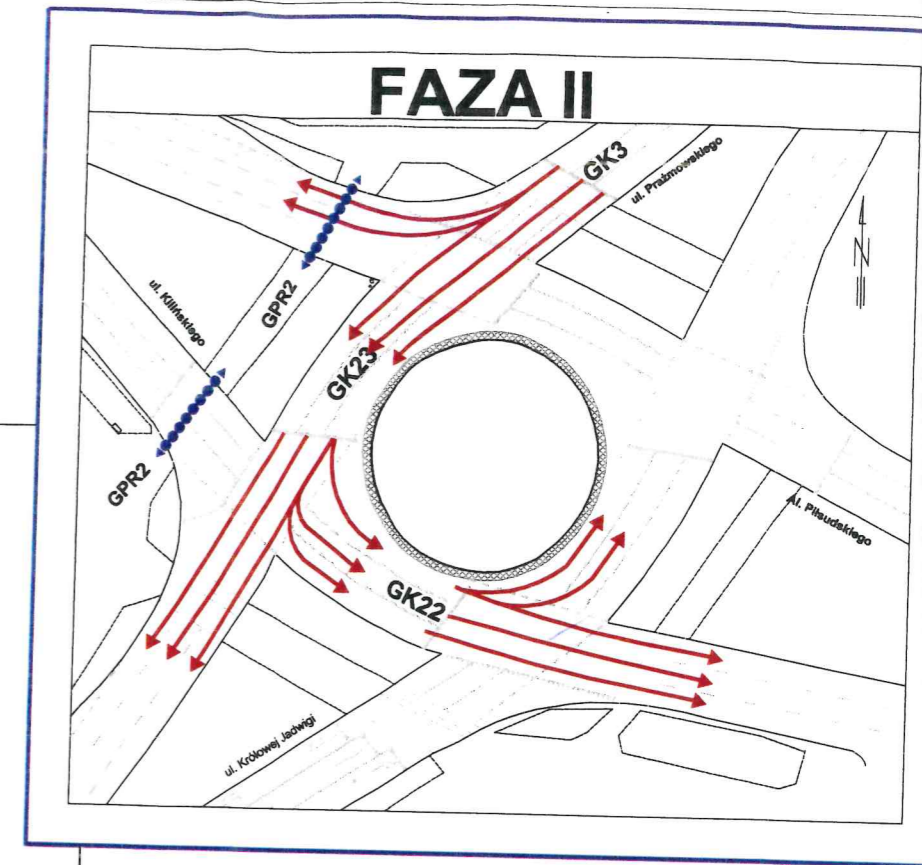 FAZA II
GK3
ul. Prażmowskiego
N
ul. Kilińskiego
GPR2
GK23
GPR2
Al. Piłsudskiego
GK22
ul. Królowej Jadwigi